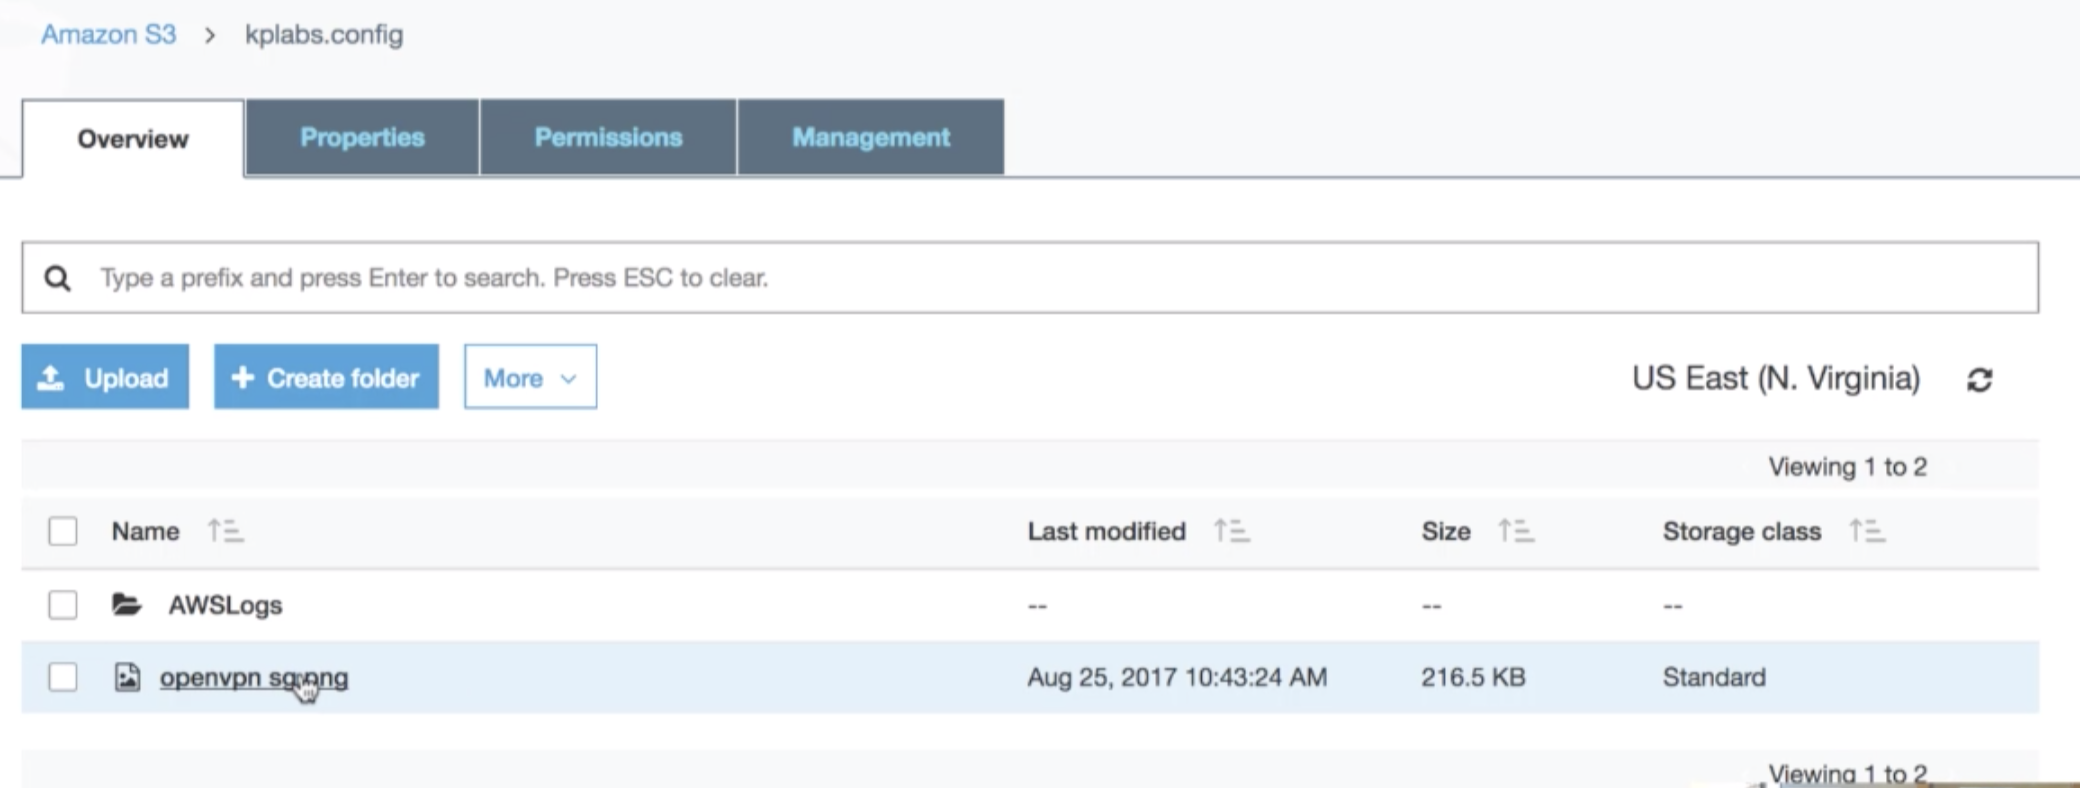 Amazon S3 > kplabs.config
Overview Properties Permissions Management
Type a prefix and press Enter to search. Press ESC to clear.
Upload + Create folder More US East (N. Virginia)
Viewing 1 to 2
Name Last modified Size Storage class
AWSLogs -- -- --
openvpn sg.png Aug 25, 2017 10:43:24 AM 216.5 KB Standard
Viewing 1 to 2